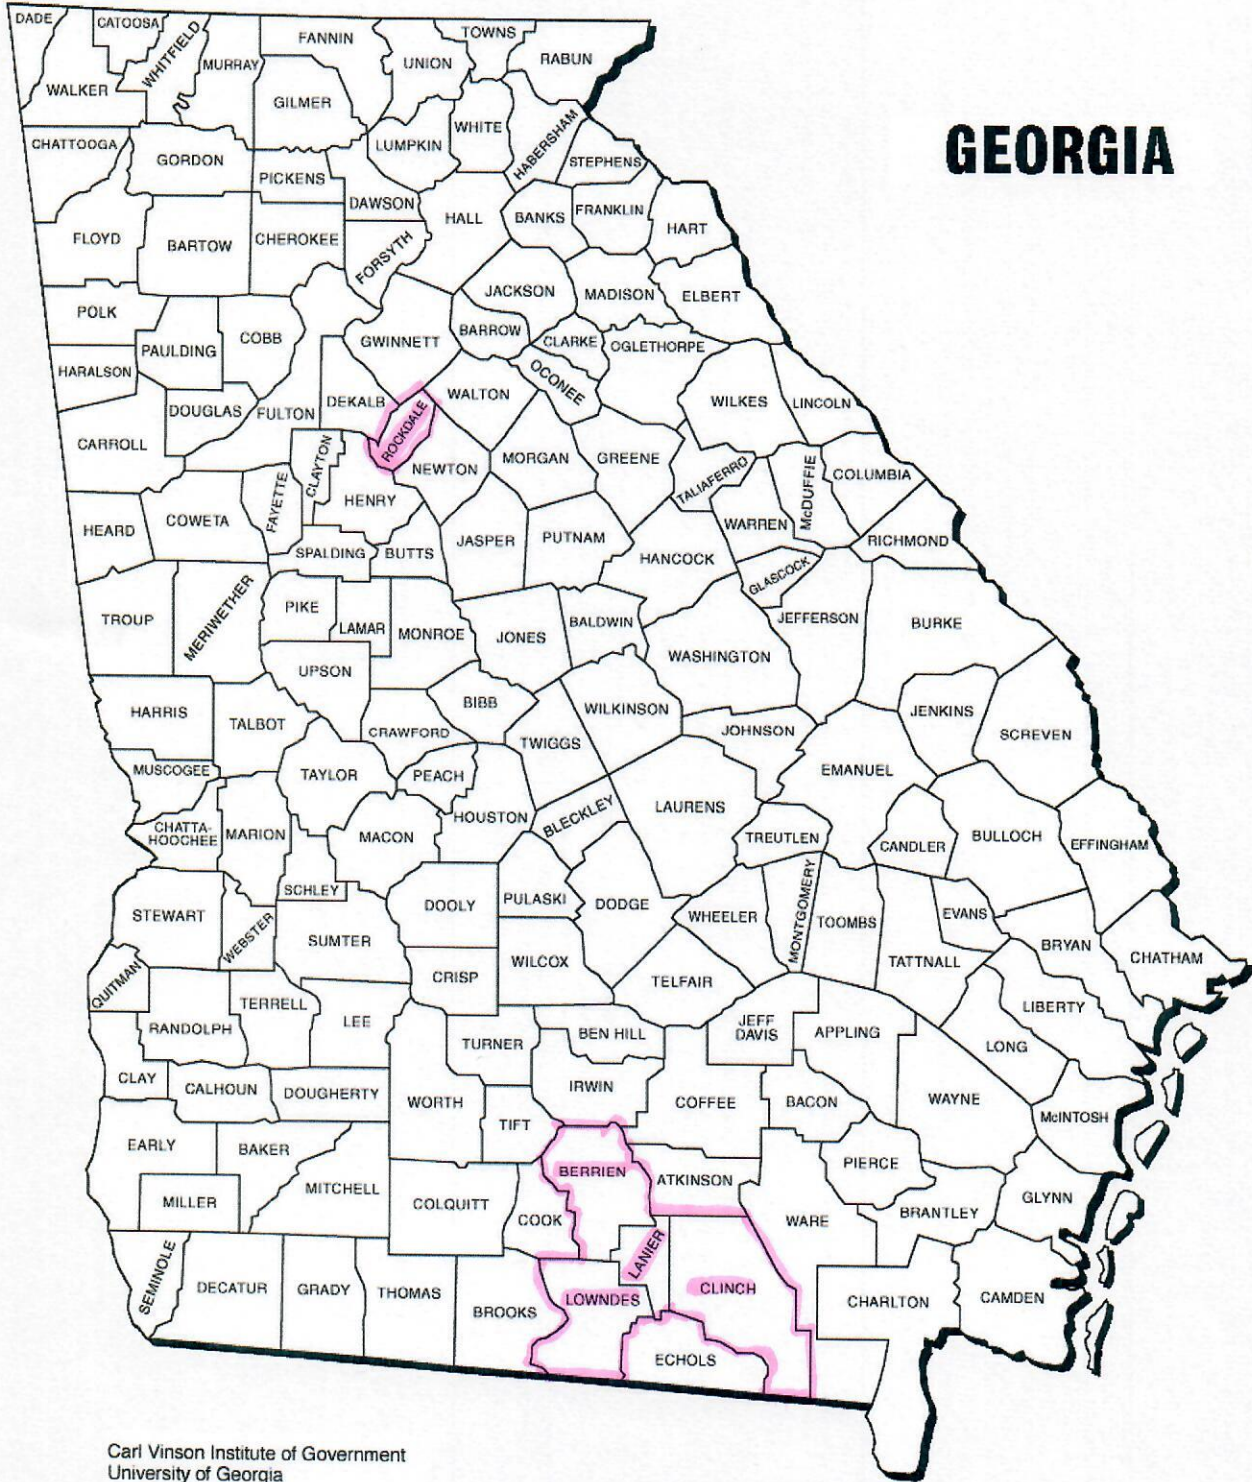 DADE
CATOOSA
WHITFIELD
MURRAY
FANNIN
UNION
TOWNS
RABUN
WALKER
GILMER
LUMPKIN
WHITE
HABERSHAM
STEPHENS
GEORGIA
CHATTOOGA
GORDON
PICKENS
DAWSON
HALL
BANKS
FRANKLIN
HART
FLOYD
BARTOW
CHEROKEE
FORSYTH
JACKSON
MADISON
ELBERT
POLK
PAULDING
COBB
GWINNETT
BARROW
CLARKE
OGLETHORPE
HARALSON
OCONEE
DOUGLAS
FULTON
DEKALB
ROCKDALE
WALTON
WILKES
LINCOLN
CARROLL
CLAYTON
NEWTON
MORGAN
GREENE
TALIAFERRO
McDUFFIE
COLUMBIA
HEARD
COWETA
FAYETTE
HENRY
SPALDING
BUTTS
JASPER
PUTNAM
HANCOCK
WARREN
RICHMOND
GLASCOCK
TROUP
MERIWETHER
PIKE
LAMAR
MONROE
JONES
BALDWIN
WASHINGTON
JEFFERSON
BURKE
UPSON
HARRIS
TALBOT
CRAWFORD
BIBB
TWIGGS
WILKINSON
JOHNSON
JENKINS
SCREVEN
MUSCOGEE
TAYLOR
PEACH
EMANUEL
CHATTA-
HOOCHEE
MARION
MACON
HOUSTON
BLECKLEY
LAURENS
TREUTLEN
CANDLER
BULLOCH
EFFINGHAM
SCHLEY
STEWART
WEBSTER
SUMTER
DOOLY
PULASKI
DODGE
WHEELER
MONTGOMERY
TOOMBS
EVANS
TATTNALL
BRYAN
CHATHAM
QUITMAN
CRISP
WILCOX
TELFAIR
RANDOLPH
TERRELL
LEE
TURNER
BEN HILL
JEFF
DAVIS
APPLING
LIBERTY
LONG
CLAY
CALHOUN
DOUGHERTY
WORTH
TIFT
IRWIN
COFFEE
BACON
WAYNE
McINTOSH
EARLY
BAKER
MILLER
MITCHELL
COLQUITT
COOK
BERRIEN
ATKINSON
PIERCE
WARE
BRANTLEY
GLYNN
SEMINOLE
DECATUR
GRADY
THOMAS
BROOKS
LOWNDES
LANIER
CLINCH
ECHOLS
CHARLTON
CAMDEN
Carl Vinson Institute of Government
University of Georgia